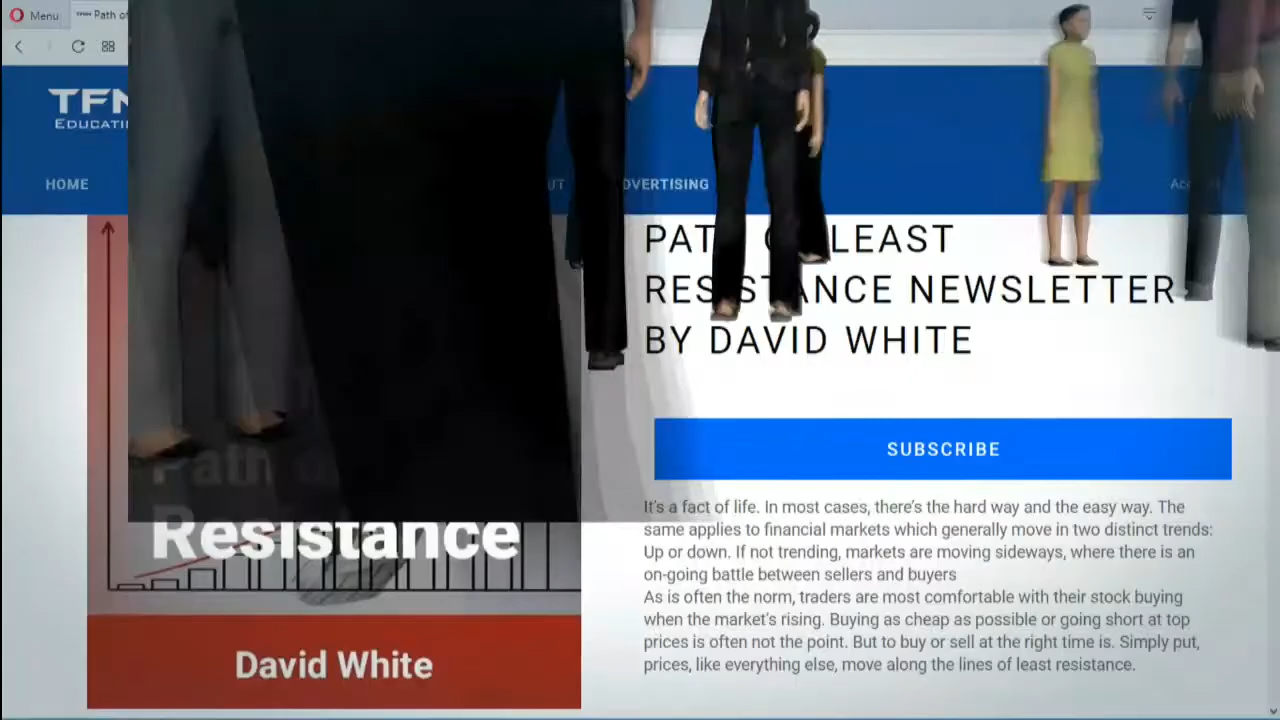 Menu
Path of
TFN
EDUCATI
HOME
UT
DVERTISING
PAT LEAST
RESISTANCE NEWSLETTER
BY DAVID WHITE
SUBSCRIBE
Path
Resistance
David White
It's a fact of life. In most cases, there's the hard way and the easy way. The
same applies to financial markets which generally move in two distinct trends:
Up or down. If not trending, markets are moving sideways, where there is an
on-going battle between sellers and buyers
As is often the norm, traders are most comfortable with their stock buying
when the market's rising. Buying as cheap as possible or going short at top
prices is often not the point. But to buy or sell at the right time is. Simply put,
prices, like everything else, move along the lines of least resistance.